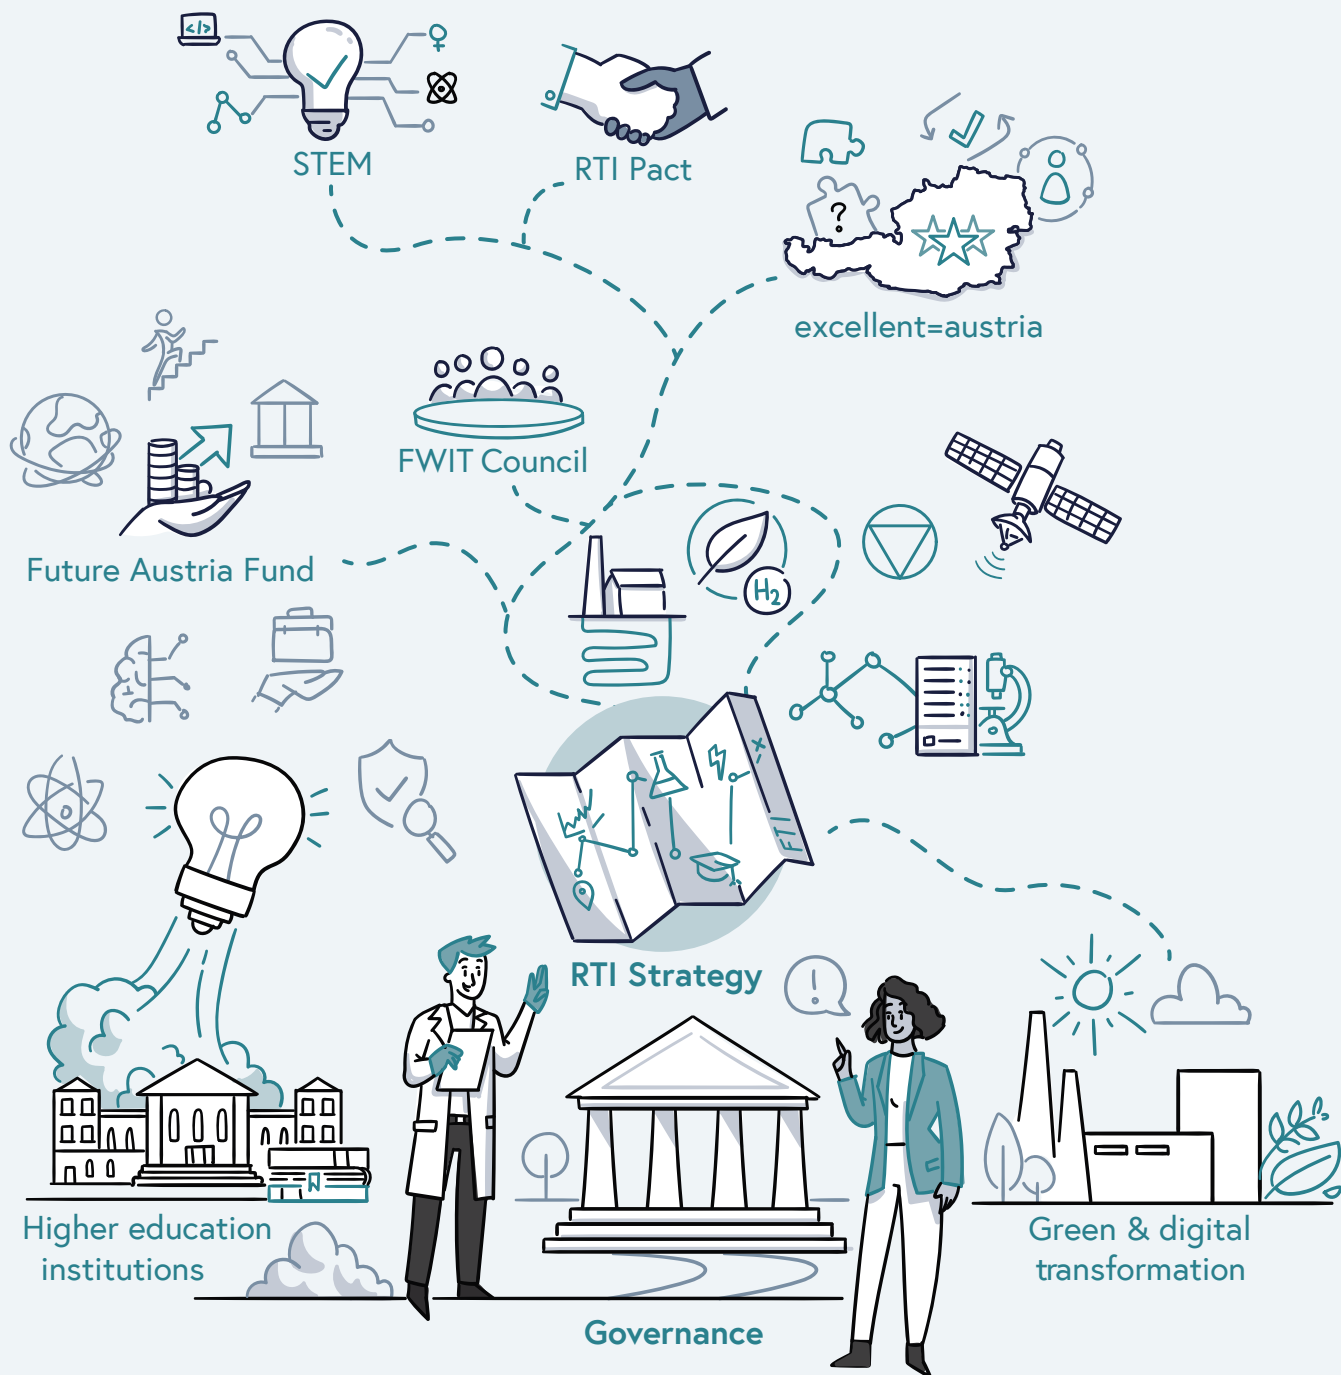 </>
STEM
RTI Pact
?
excellent=austria
FWIT Council
Future Austria Fund
H2
FTI
RTI Strategy
!
Higher education
institutions
Green & digital
transformation
Governance